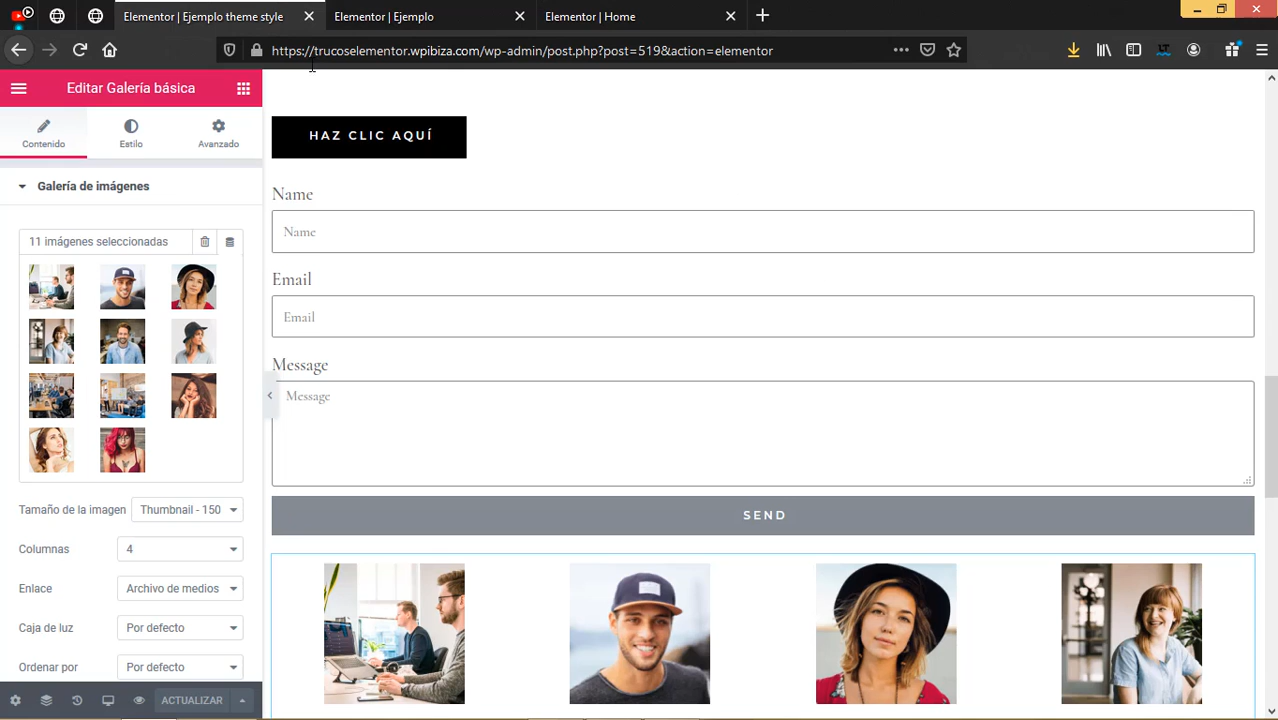 Elementor | Ejemplo theme style
Elementor | Ejemplo
Elementor | Home
https://trucoselementor.wpibiza.com/wp-admin/post.php?post=519&action=elementor
Editar Galería básica
Contenido
Estilo
Avanzado
Galería de imágenes
11 imágenes seleccionadas
Tamaño de la imagen
Thumbnail - 150
Columnas
4
Enlace
Archivo de medios
Caja de luz
Por defecto
Ordenar por
Por defecto
ACTUALIZAR
HAZ CLIC AQUÍ
Name
Name
Email
Email
Message
Message
SEND